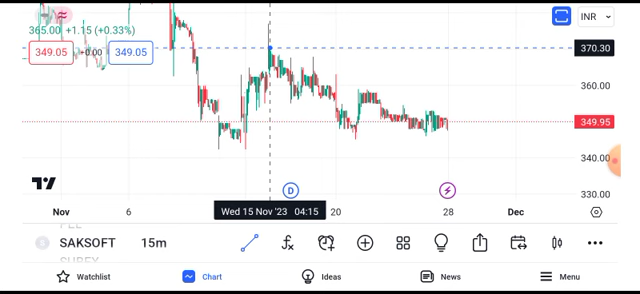 INR
365.00 +1.15 (+0.33%)
349.05 +0.00 349.05
370.30
360.00
349.95
340.00
330.00
D
Nov 6 Wed 15 Nov '23 04:15 20 28 Dec
SAKSOFT 15m
Watchlist Chart Ideas News Menu